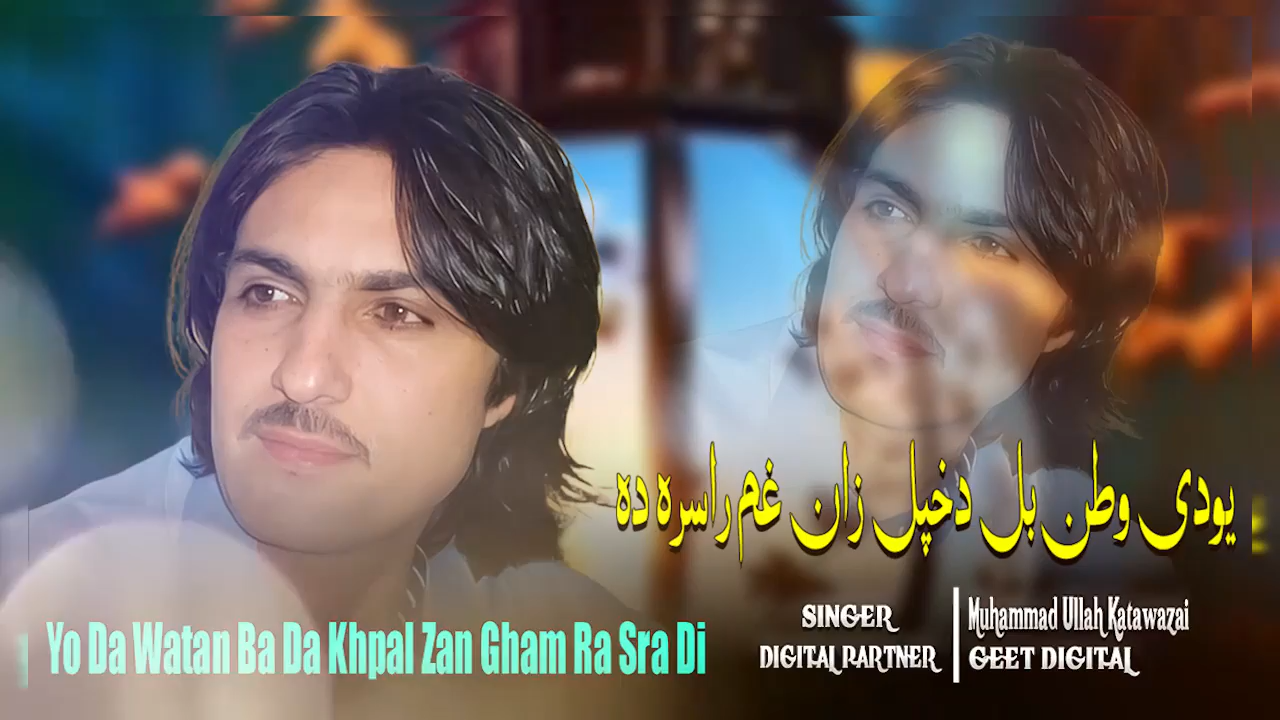 یودی وطن بل دخپل زان غم راسره ده
Yo Da Watan Ba Da Khpal Zan Gham Ra Sra Di
SINGER
Muhammad Ullah Katawazai
DIGITAL PARTNER
GEET DIGITAL